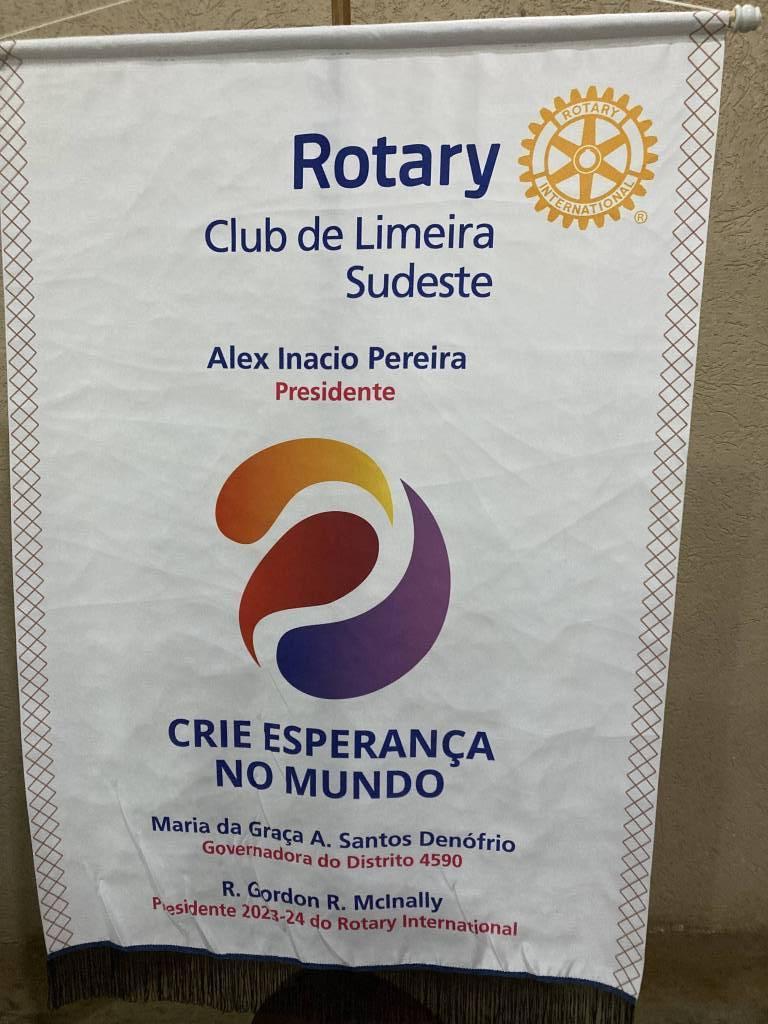 Rotary
ROTARY
INTERNATIONAL
®
Club de Limeira
Sudeste
Alex Inacio Pereira
Presidente
CRIE ESPERANÇA
NO MUNDO
Maria da Graça A. Santos Denófrio
Governadora do Distrito 4590
R. Gordon R. McInally
Presidente 2023-24 do Rotary International